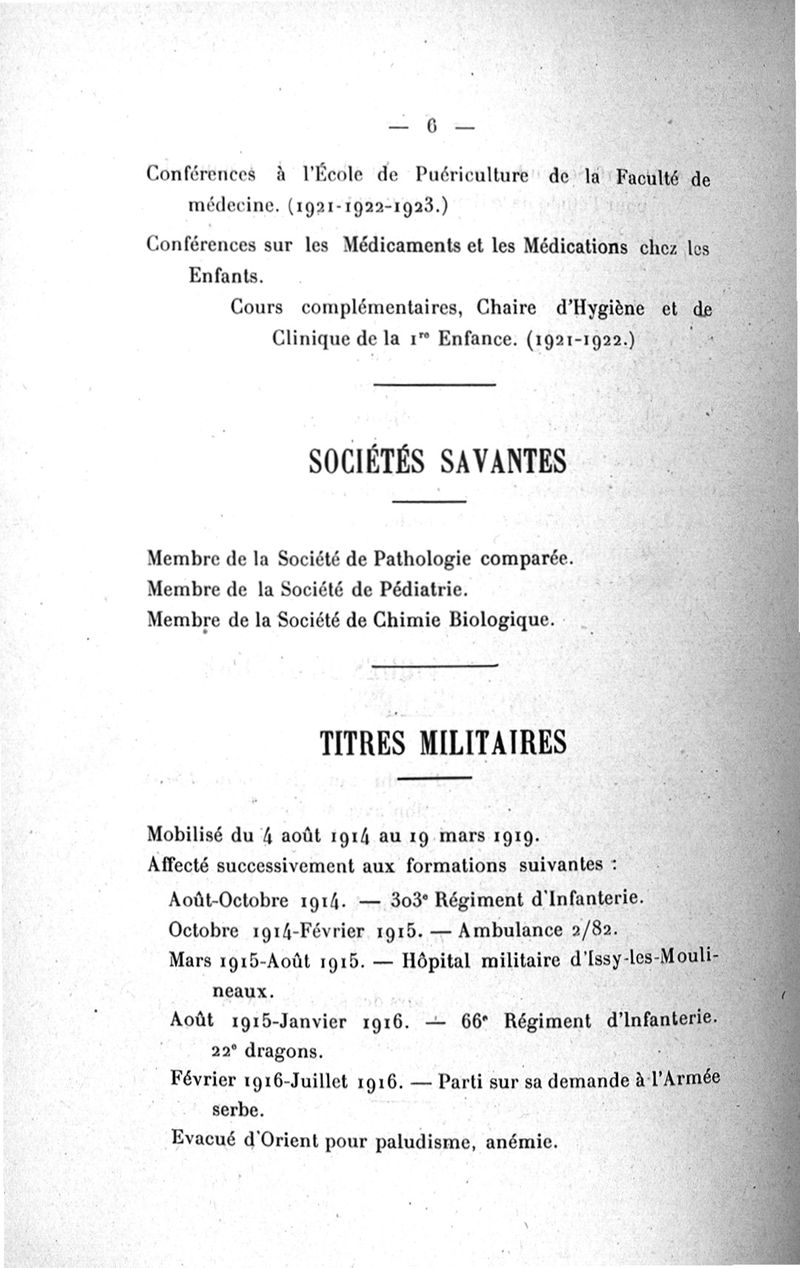 — 6 —
Conférences à l'École de Puériculture de la Faculté de
médecine. (1921-1922-1923.)
Conférences sur les Médicaments et les Médications chez les
Enfants.
Cours complémentaires, Chaire d'Hygiène et de
Clinique de la 1re Enfance. (1921-1922.)
SOCIÉTÉS SAVANTES
Membre de la Société de Pathologie comparée.
Membre de la Société de Pédiatrie.
Membre de la Société de Chimie Biologique.
TITRES MILITAIRES
Mobilisé du 4 août 1914 au 19 mars 1919.
Affecté successivement aux formations suivantes :
Août-Octobre 1914. — 303e Régiment d'Infanterie.
Octobre 1914-Février 1915. — Ambulance 2/82.
Mars 1915-Août 1915. — Hôpital militaire d'Issy-les-Mouli-
neaux.
Août 1915-Janvier 1916. — 66e Régiment d'Infanterie.
22e dragons.
Février 1916-Juillet 1916. — Parti sur sa demande à l'Armée
serbe.
Evacué d'Orient pour paludisme, anémie.